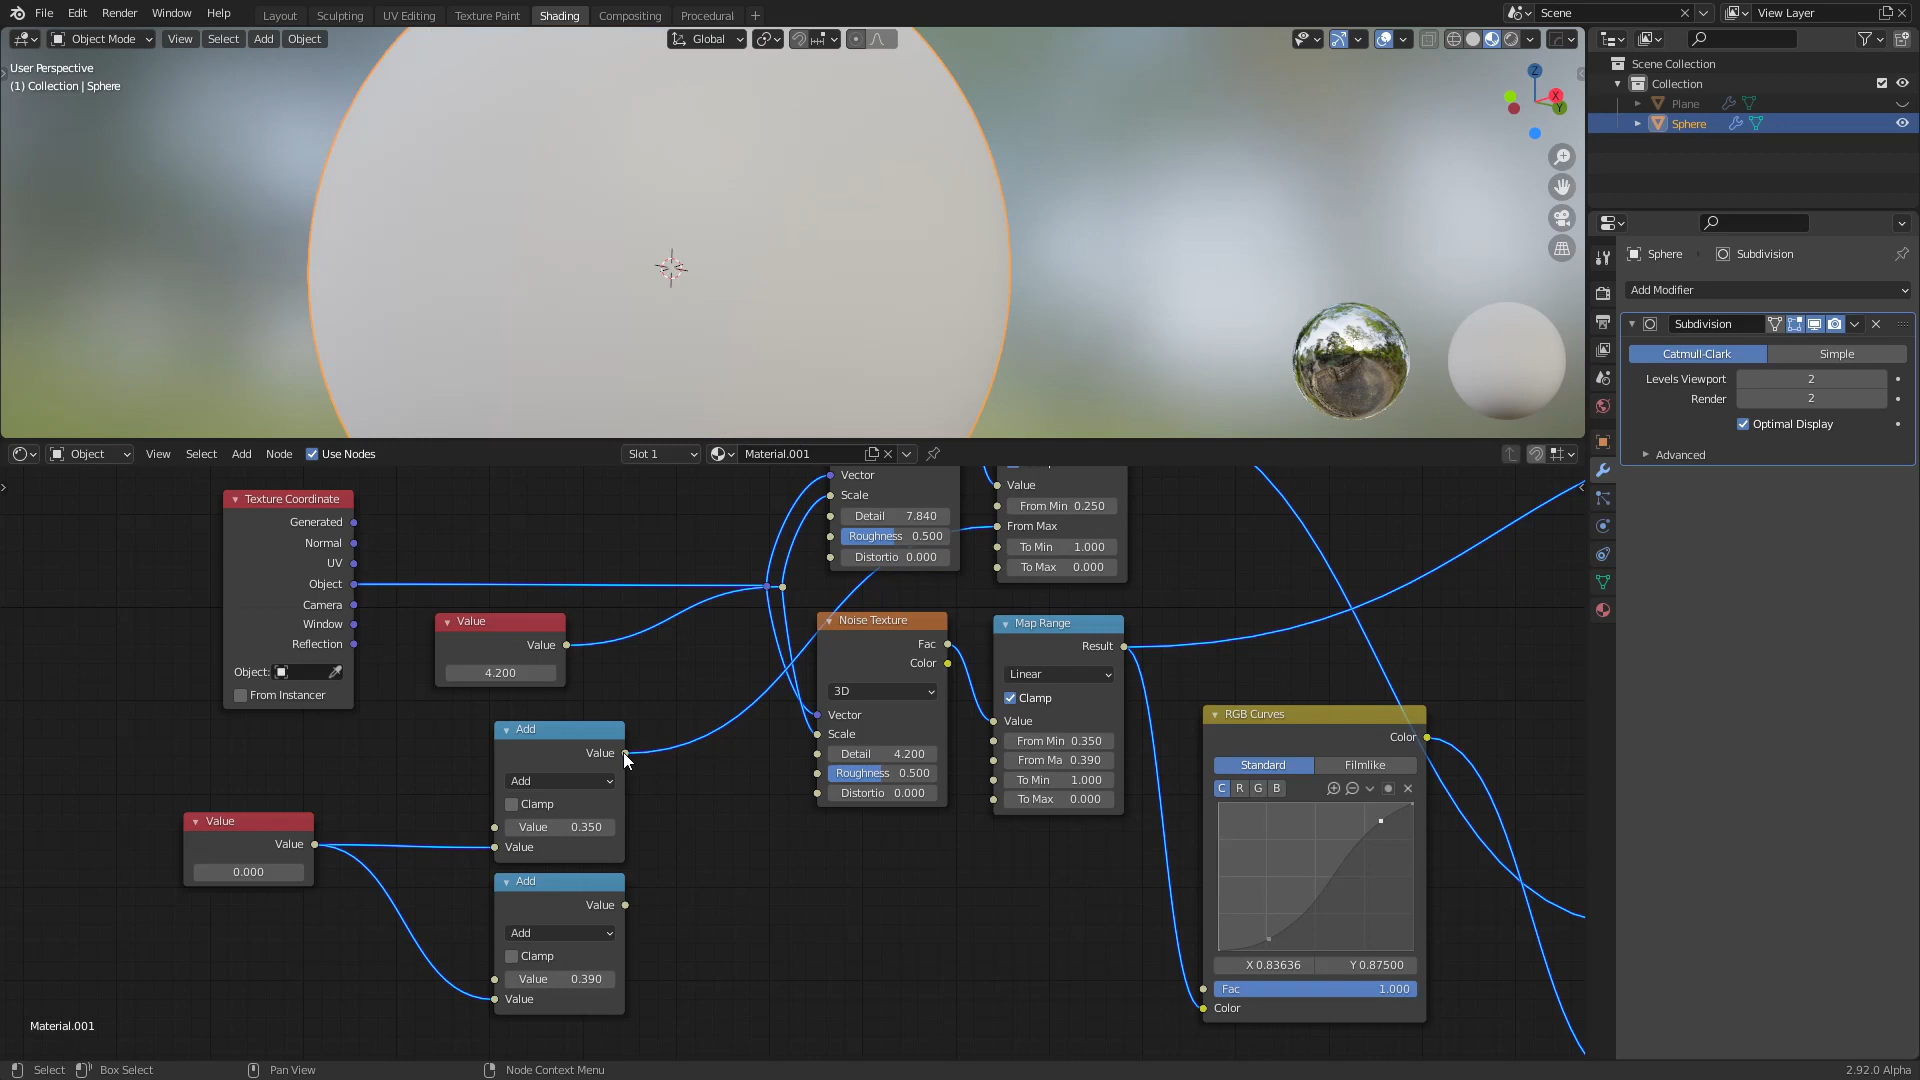 File Edit Render Window Help Layout Sculpting UV Editing Texture Paint Shading Compositing Procedural + Scene View Layer
Object Mode View Select Add Object Global
User Perspective
(1) Collection | Sphere
Z
X
Y
Scene Collection
Collection
Plane
Sphere
Sphere Subdivision
Add Modifier
Subdivision
Catmull-Clark Simple
Levels Viewport 2
Render 2
Optimal Display
Advanced
Object View Select Add Node Use Nodes Slot 1 Material.001
Texture Coordinate
Generated
Normal
UV
Object
Camera
Window
Reflection
Object:
From Instancer
Value
Value
4.200
Value
Value
0.000
Add
Value
Add
Clamp
Value 0.350
Value
Add
Value
Add
Clamp
Value 0.390
Value
Vector
Scale
Detail 7.840
Roughness 0.500
Distortio 0.000
Value
From Min 0.250
From Max
To Min 1.000
To Max 0.000
Noise Texture
Fac
Color
3D
Vector
Scale
Detail 4.200
Roughness 0.500
Distortio 0.000
Map Range
Result
Linear
Clamp
Value
From Min 0.350
From Ma 0.390
To Min 1.000
To Max 0.000
RGB Curves
Color
Standard Filmlike
C R G B
X 0.83636 Y 0.87500
Fac 1.000
Color
Material.001
Select Box Select Pan View Node Context Menu 2.92.0 Alpha